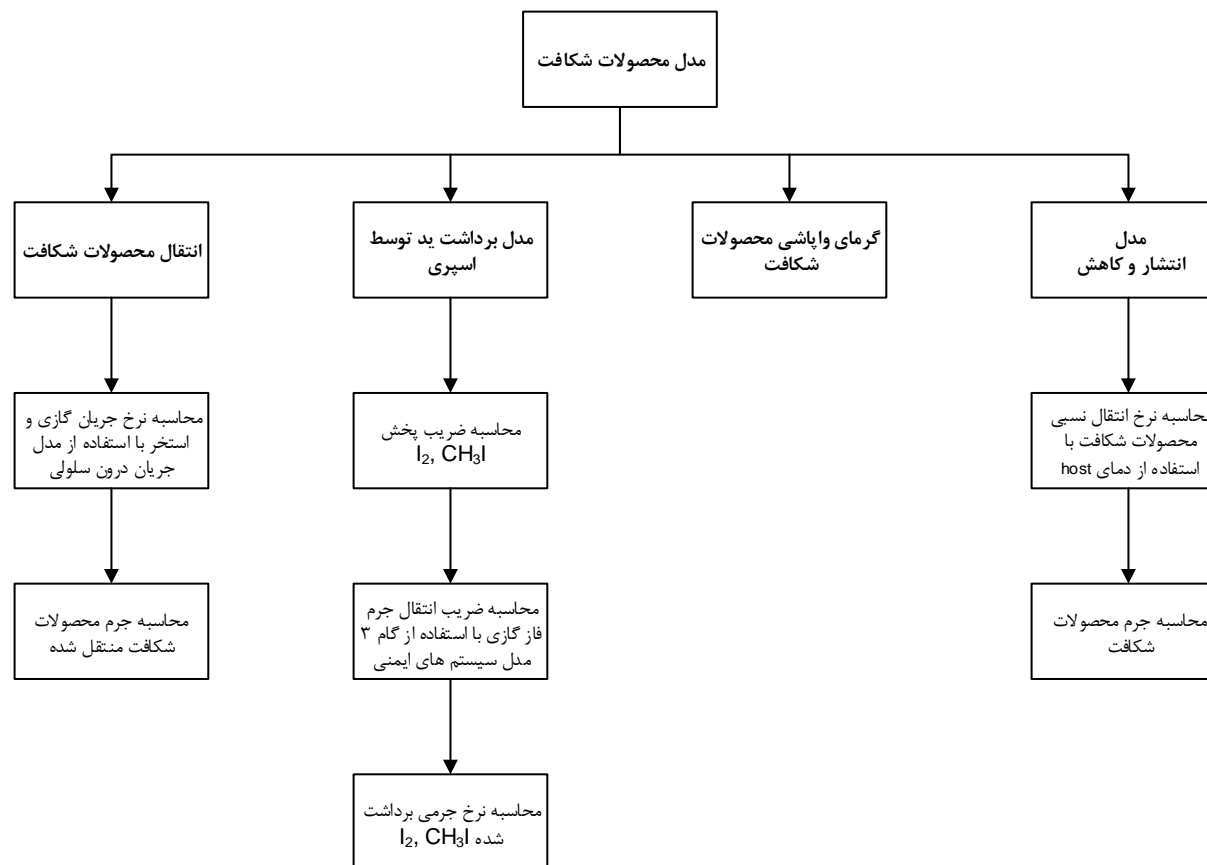 مدل محصولات شکافت
مدل
انتشار و کاهش
گرمای واپاشی محصولات
شکافت
مدل برداشت ید توسط
اسپری
انتقال محصولات شکافت
محاسبه نرخ انتقال نسبی
محصولات شکافت با
استفاده از دمای host
محاسبه ضریب پخش
I₂, CH₃I
محاسبه نرخ جریان گازی و
استخر با استفاده از مدل
جریان درون سلولی
محاسبه جرم محصولات
شکافت
محاسبه ضریب انتقال جرم
فاز گازی با استفاده از گام ۳
مدل سیستم های ایمنی
محاسبه جرم محصولات
شکافت منتقل شده
محاسبه نرخ جرمی برداشت
شده I₂, CH₃I